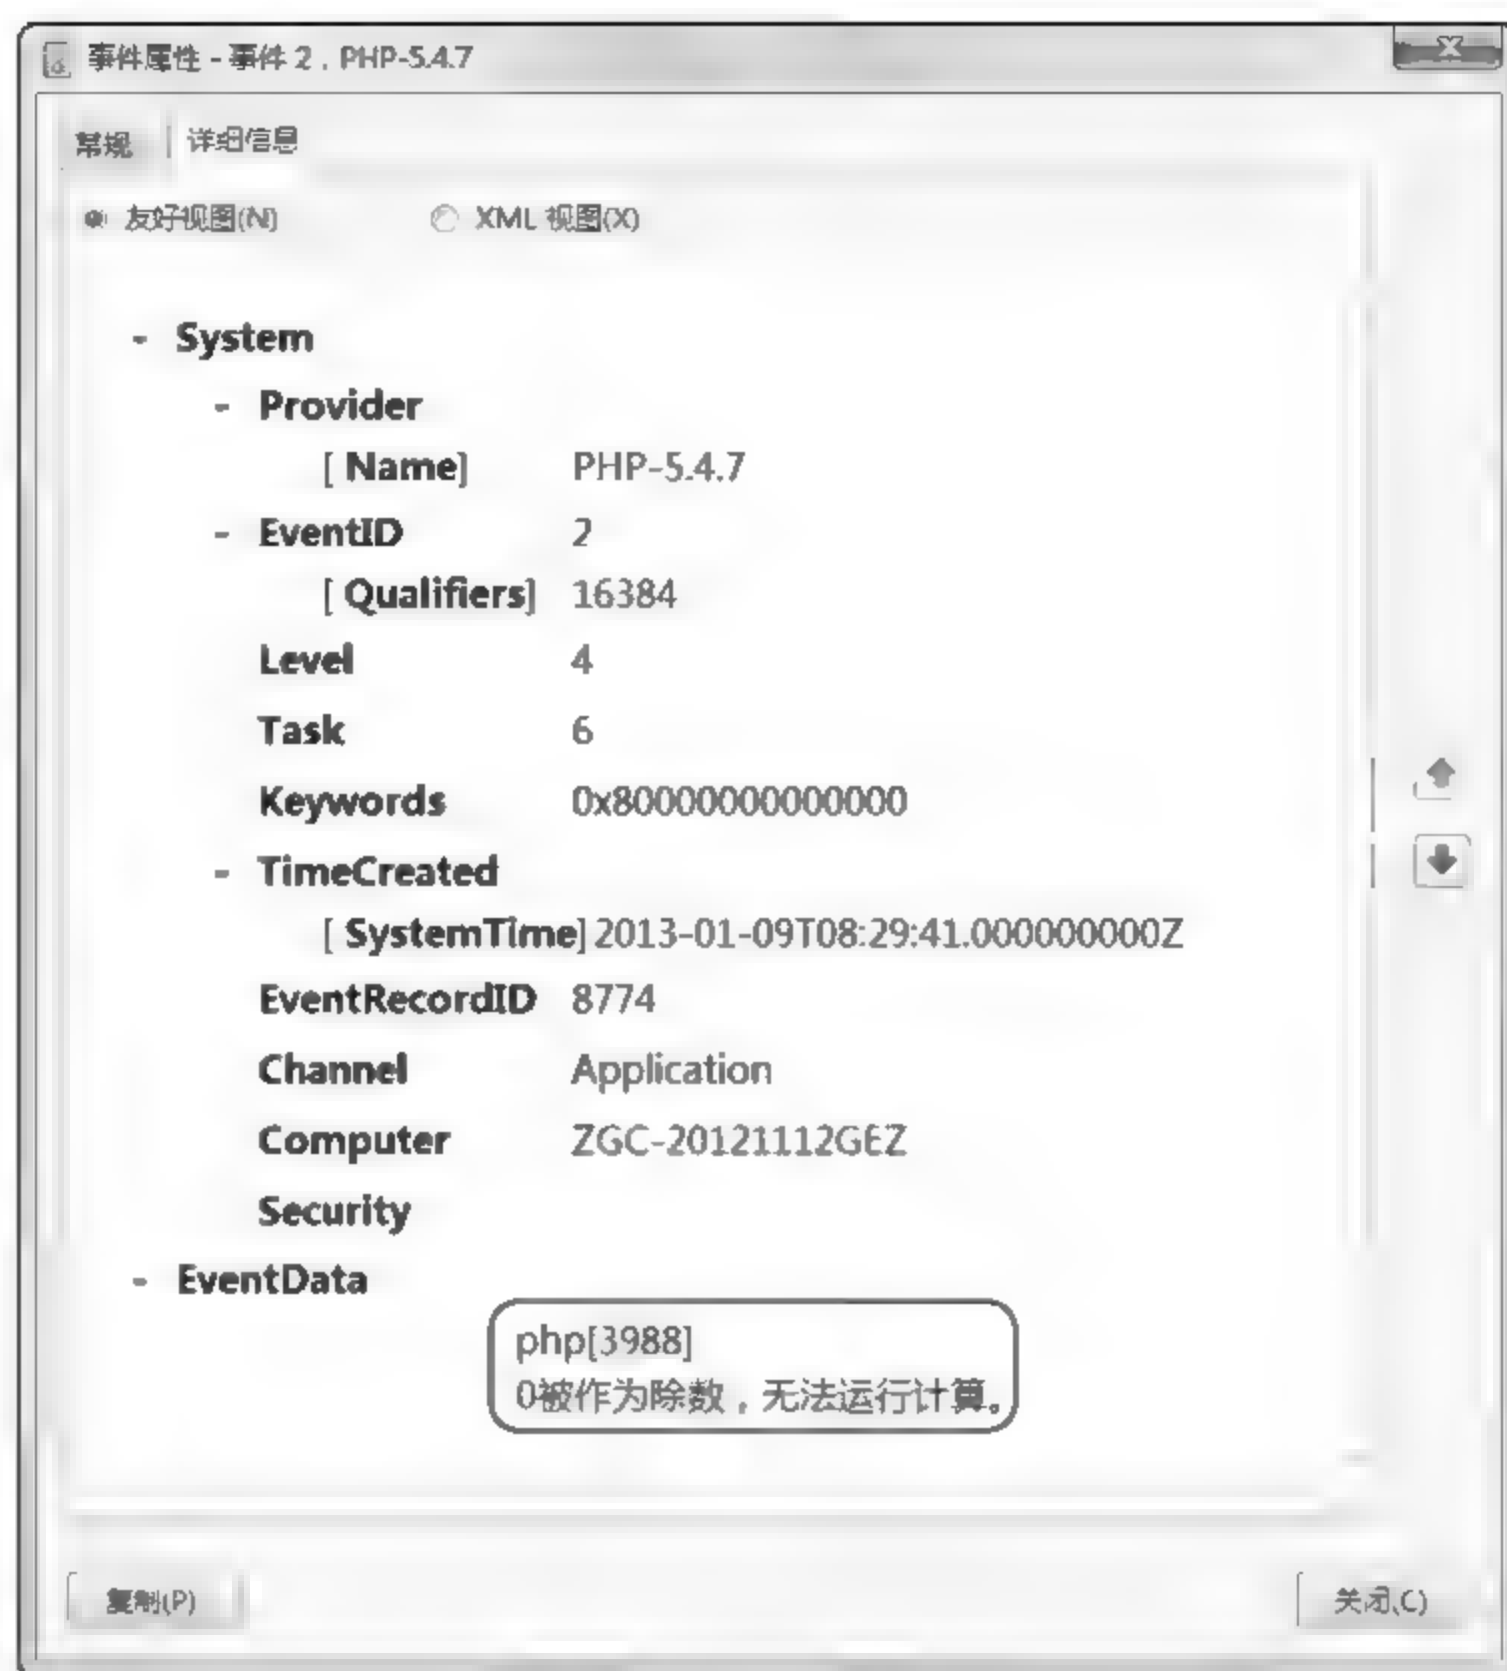 事件属性 - 事件 2，PHP-5.4.7
常规 详细信息
友好视图(N) XML 视图(X)
- System
- Provider
[ Name] PHP-5.4.7
- EventID 2
[ Qualifiers] 16384
Level 4
Task 6
Keywords 0x80000000000000
- TimeCreated
[ SystemTime] 2013-01-09T08:29:41.000000000Z
EventRecordID 8774
Channel Application
Computer ZGC-20121112GEZ
Security
- EventData
php[3988]
0被作为除数，无法运行计算。
复制(P) 关闭(C)